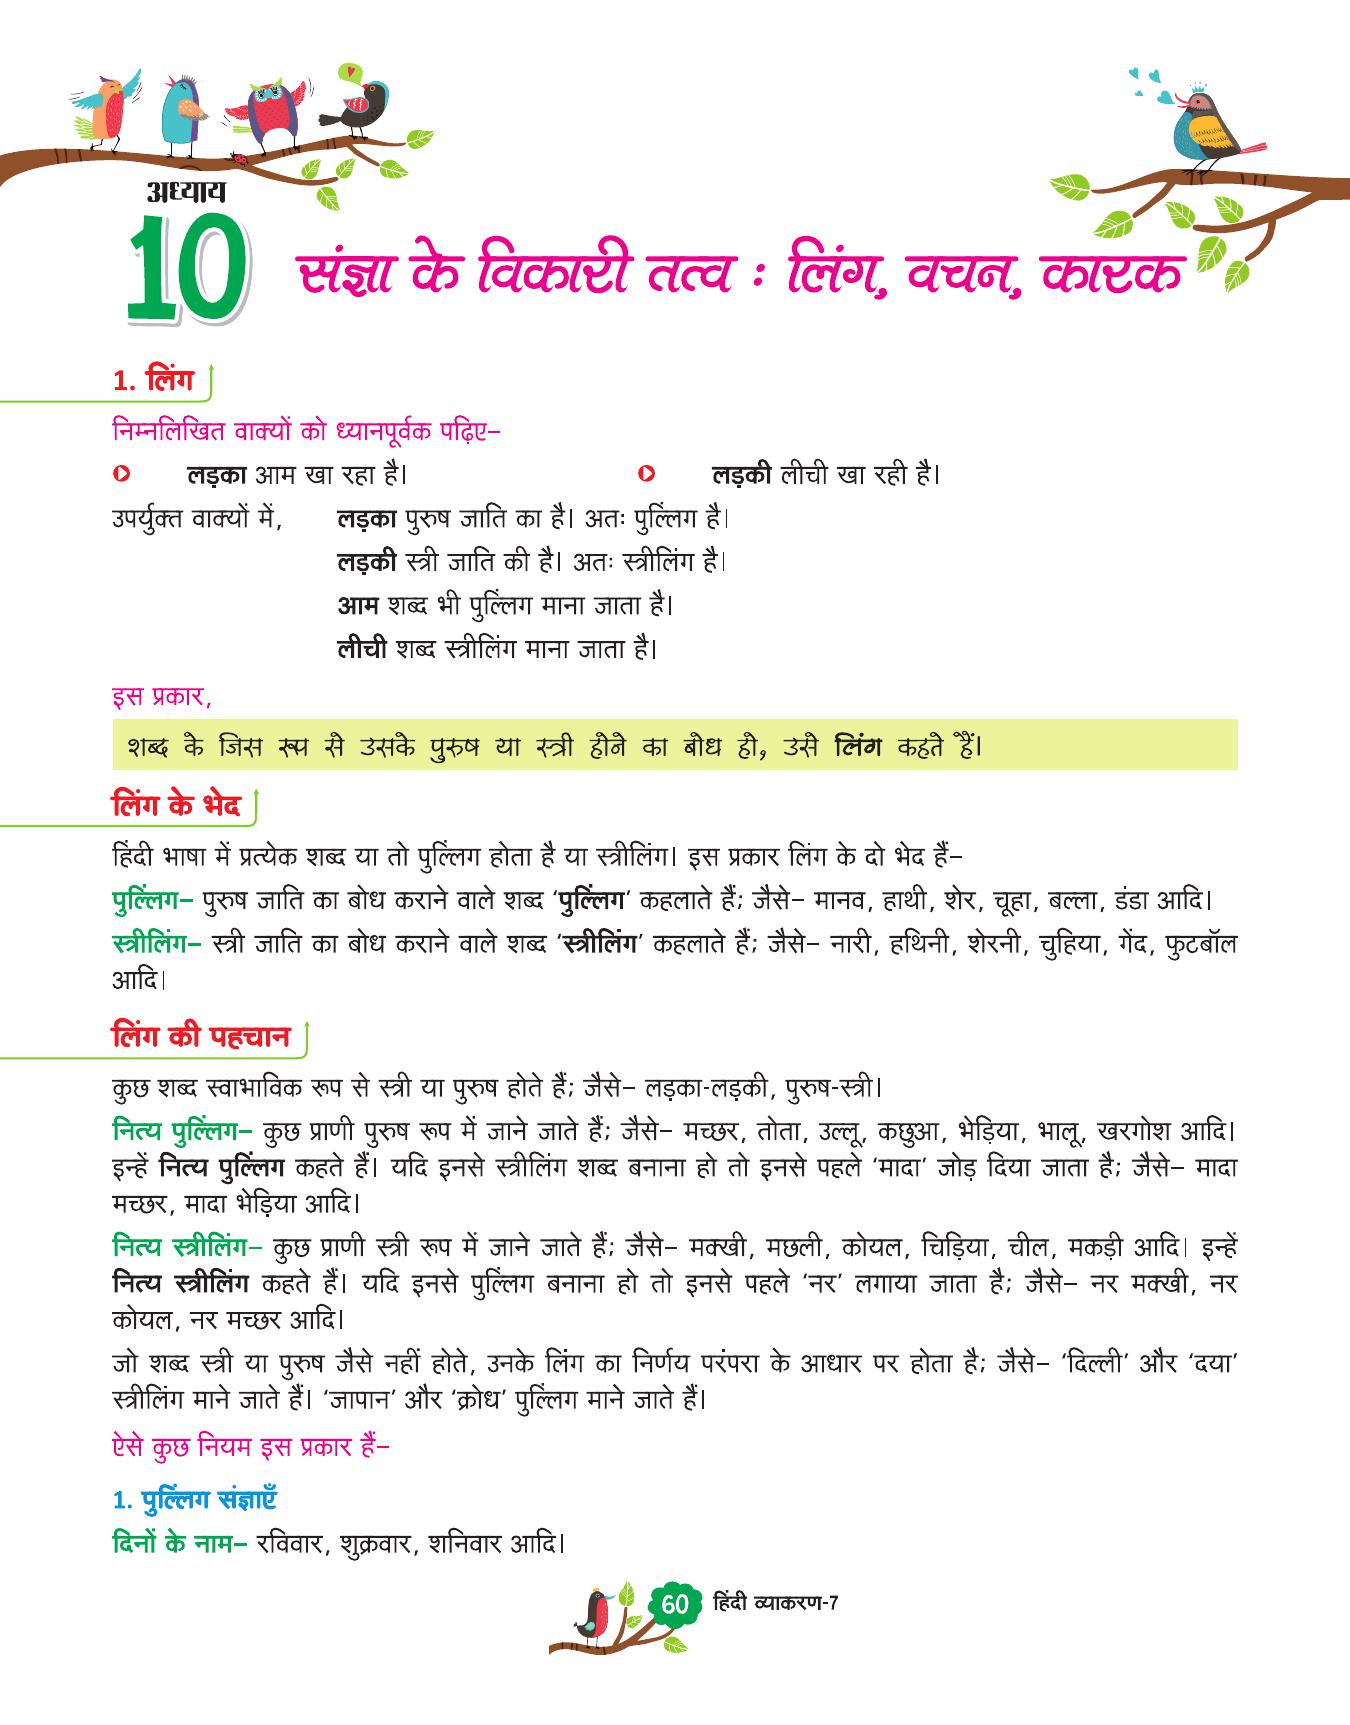 अध्याय
10
संज्ञा के विकारी तत्व : लिंग, वचन, कारक
1. लिंग
निम्नलिखित वाक्यों को ध्यानपूर्वक पढ़िए–
लड़का आम खा रहा है। लड़की लीची खा रही है।
उपर्युक्त वाक्यों में, लड़का पुरुष जाति का है। अतः पुल्लिंग है।
लड़की स्त्री जाति की है। अतः स्त्रीलिंग है।
आम शब्द भी पुल्लिंग माना जाता है।
लीची शब्द स्त्रीलिंग माना जाता है।
इस प्रकार,
शब्द के जिस रूप से उसके पुरुष या स्त्री होने का बोध हो, उसे लिंग कहते हैं।
लिंग के भेद
हिंदी भाषा में प्रत्येक शब्द या तो पुल्लिंग होता है या स्त्रीलिंग। इस प्रकार लिंग के दो भेद हैं–
पुल्लिंग– पुरुष जाति का बोध कराने वाले शब्द ‘पुल्लिंग’ कहलाते हैं; जैसे– मानव, हाथी, शेर, चूहा, बल्ला, डंडा आदि।
स्त्रीलिंग– स्त्री जाति का बोध कराने वाले शब्द ‘स्त्रीलिंग’ कहलाते हैं; जैसे– नारी, हथिनी, शेरनी, चुहिया, गेंद, फुटबॉल
आदि।
लिंग की पहचान
कुछ शब्द स्वाभाविक रूप से स्त्री या पुरुष होते हैं; जैसे– लड़का-लड़की, पुरुष-स्त्री।
नित्य पुल्लिंग– कुछ प्राणी पुरुष रूप में जाने जाते हैं; जैसे– मच्छर, तोता, उल्लू, कछुआ, भेड़िया, भालू, खरगोश आदि।
इन्हें नित्य पुल्लिंग कहते हैं। यदि इनसे स्त्रीलिंग शब्द बनाना हो तो इनसे पहले ‘मादा’ जोड़ दिया जाता है; जैसे– मादा
मच्छर, मादा भेड़िया आदि।
नित्य स्त्रीलिंग– कुछ प्राणी स्त्री रूप में जाने जाते हैं; जैसे– मक्खी, मछली, कोयल, चिड़िया, चील, मकड़ी आदि। इन्हें
नित्य स्त्रीलिंग कहते हैं। यदि इनसे पुल्लिंग बनाना हो तो इनसे पहले ‘नर’ लगाया जाता है; जैसे– नर मक्खी, नर
कोयल, नर मच्छर आदि।
जो शब्द स्त्री या पुरुष जैसे नहीं होते, उनके लिंग का निर्णय परंपरा के आधार पर होता है; जैसे– ‘दिल्ली’ और ‘दया’
स्त्रीलिंग माने जाते हैं। ‘जापान’ और ‘क्रोध’ पुल्लिंग माने जाते हैं।
ऐसे कुछ नियम इस प्रकार हैं–
1. पुल्लिंग संज्ञाएँ
दिनों के नाम– रविवार, शुक्रवार, शनिवार आदि।
60 हिंदी व्याकरण-7